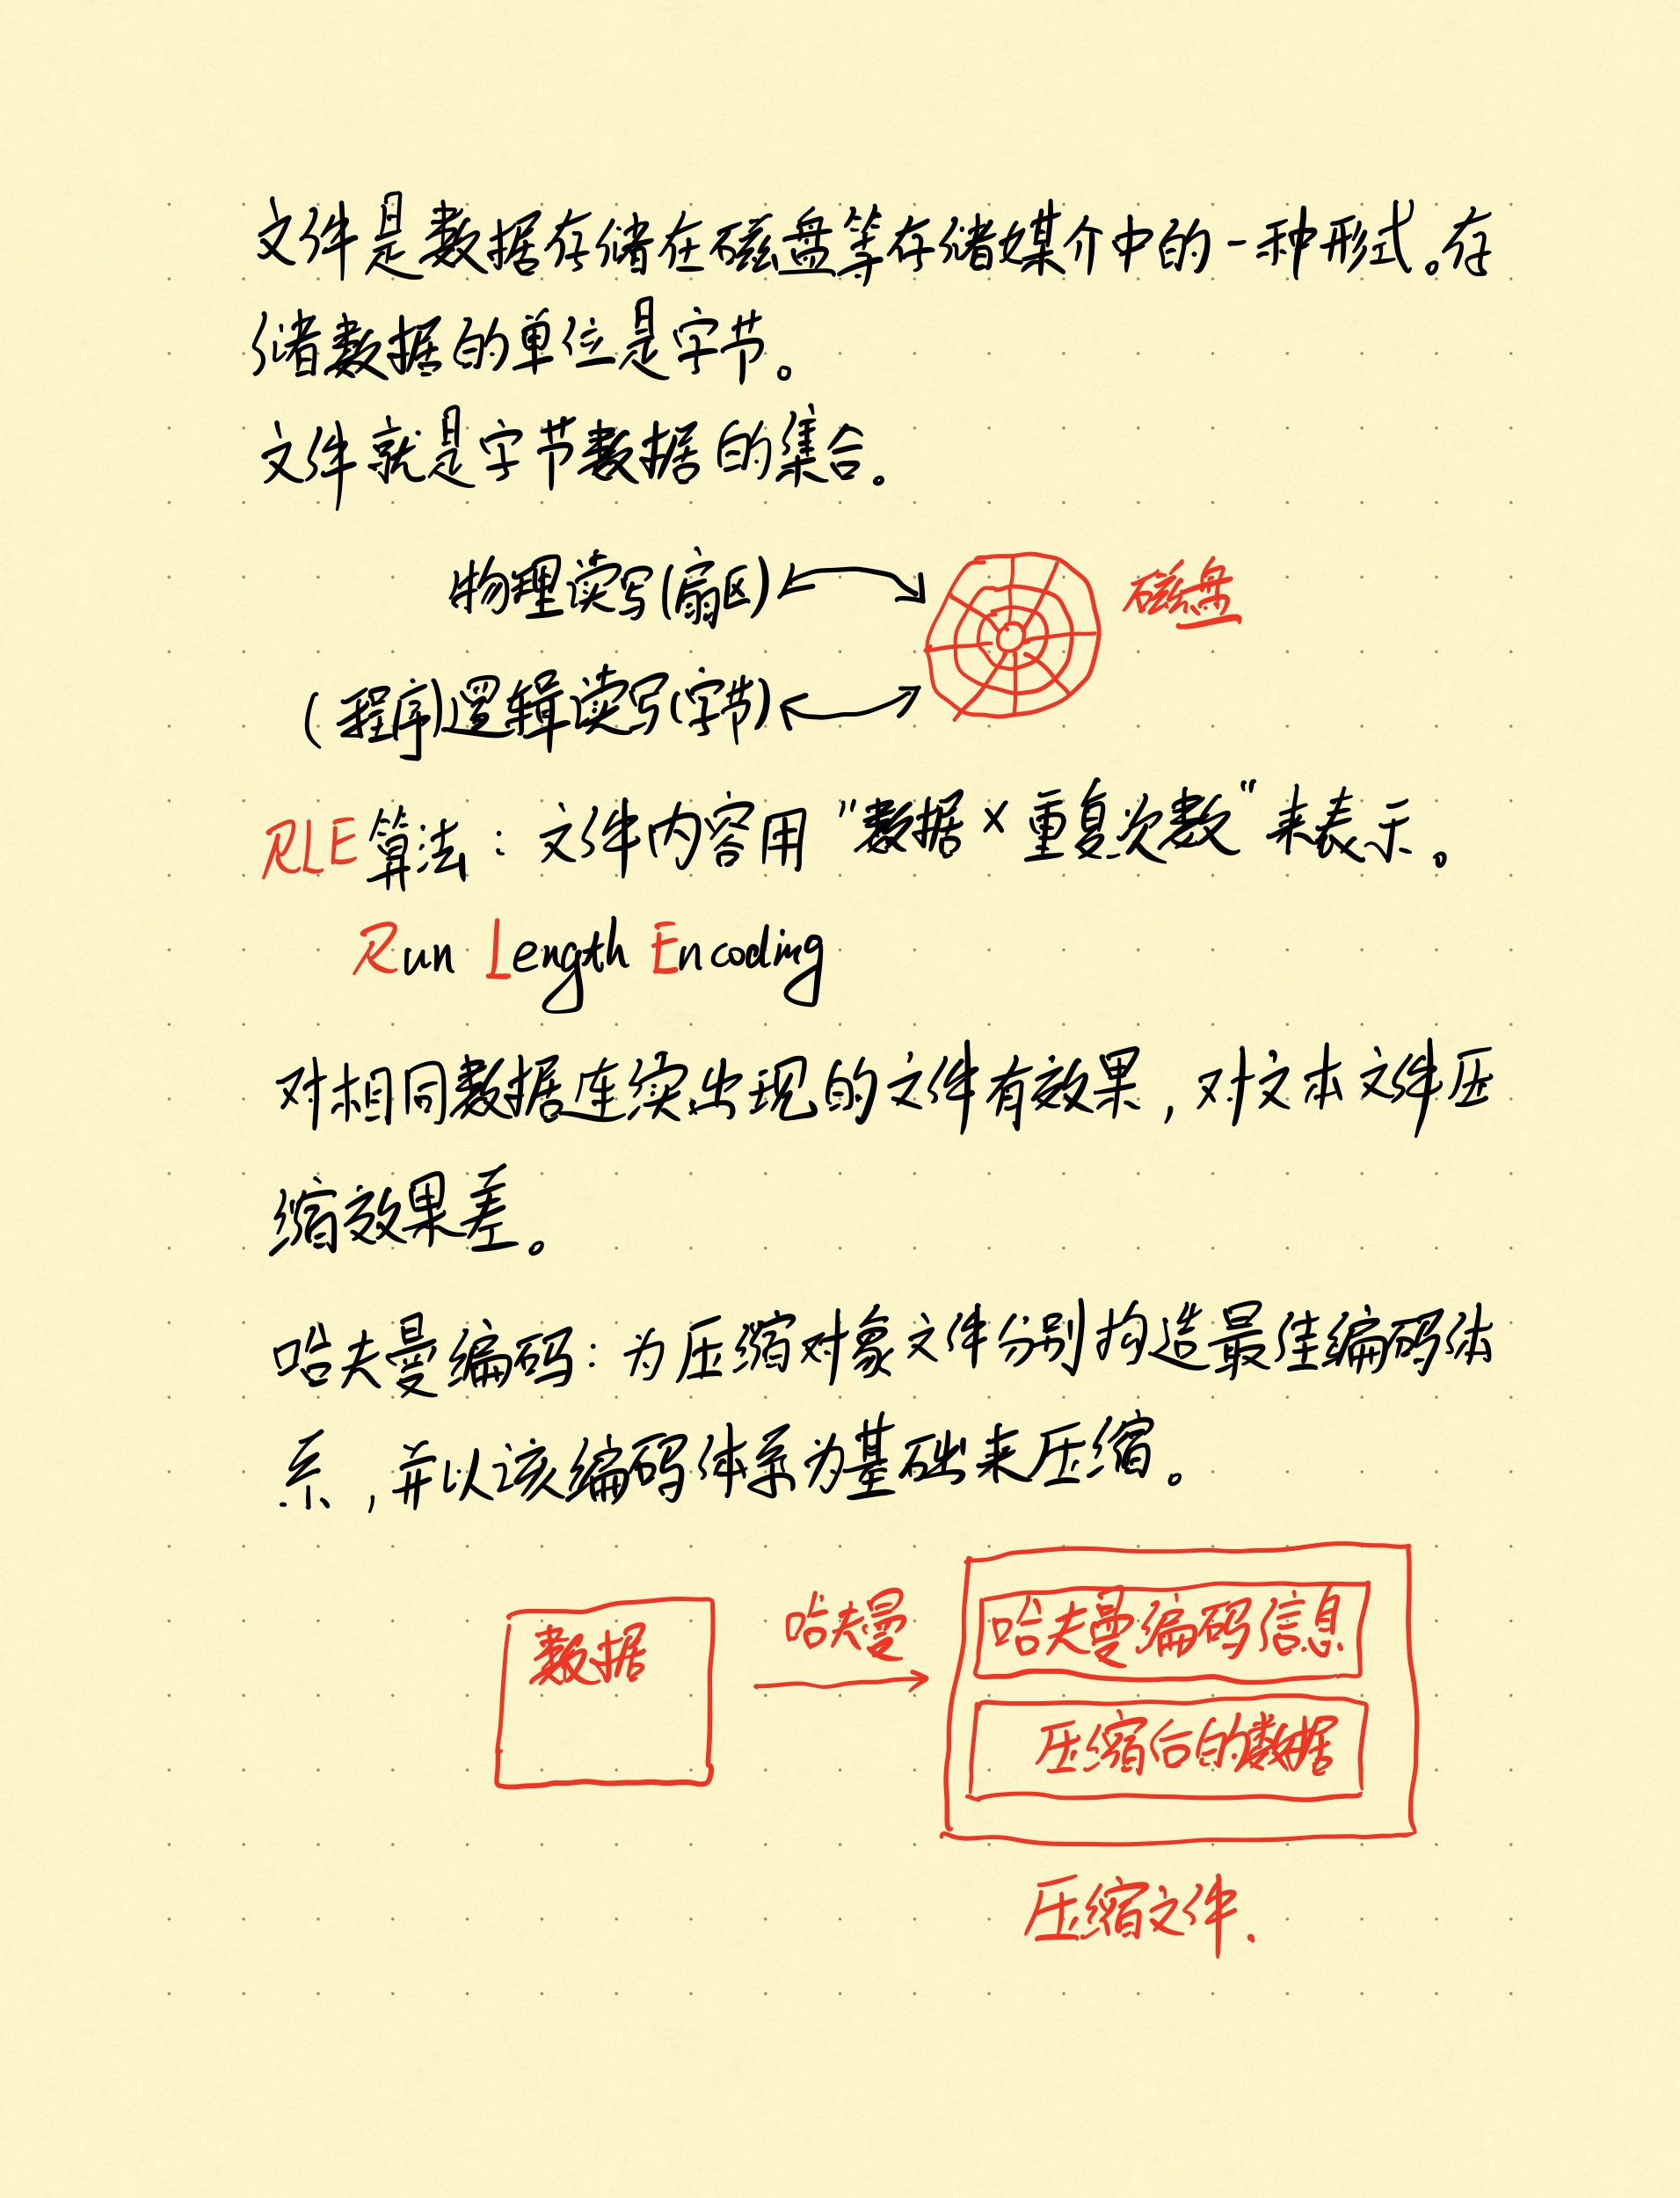 文件是数据存储在磁盘等存储媒介中的一种形式。存
储数据的单位是字节。
文件就是字节数据的集合。
物理读写(扇区)
磁盘
(程序)逻辑读写(字节)
RLE算法：文件内容用"数据×重复次数"来表示。
Run Length Encoding
对相同数据连续出现的文件有效果，对文本文件压
缩效果差。
哈夫曼编码：为压缩对象文件分别构造最佳编码体
系，并以该编码体系为基础来压缩。
数据
哈夫曼
哈夫曼编码信息
压缩后的数据
压缩文件.